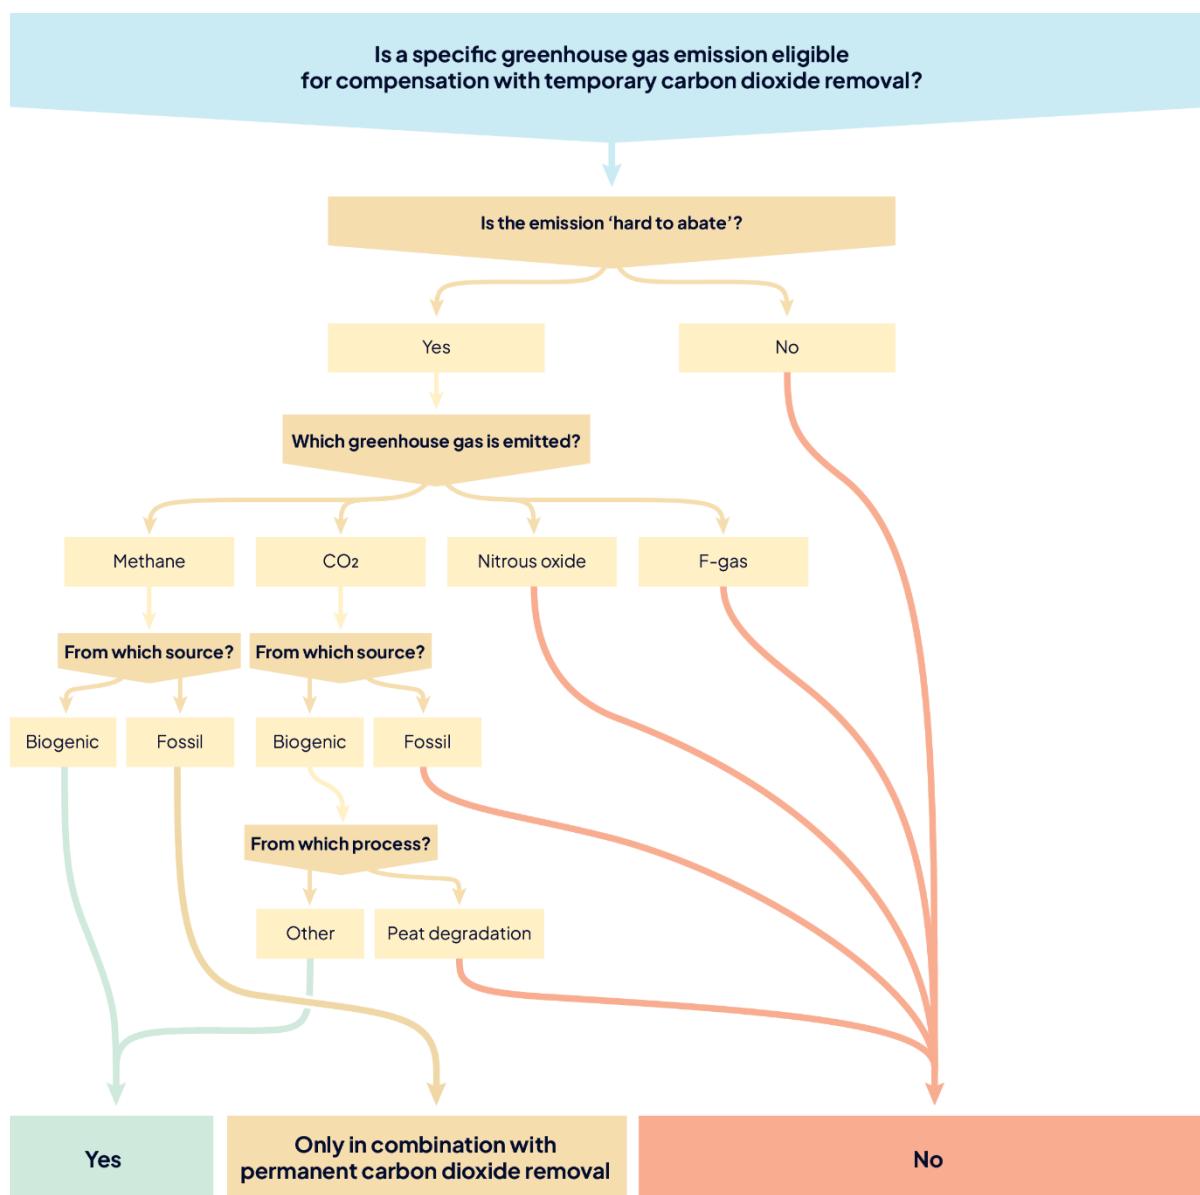 Is a specific greenhouse gas emission eligible
for compensation with temporary carbon dioxide removal?
Is the emission ‘hard to abate’?
Yes
No
Which greenhouse gas is emitted?
Methane
CO₂
Nitrous oxide
F-gas
From which source?
From which source?
Biogenic
Fossil
Biogenic
Fossil
From which process?
Other
Peat degradation
Yes
Only in combination with
permanent carbon dioxide removal
No